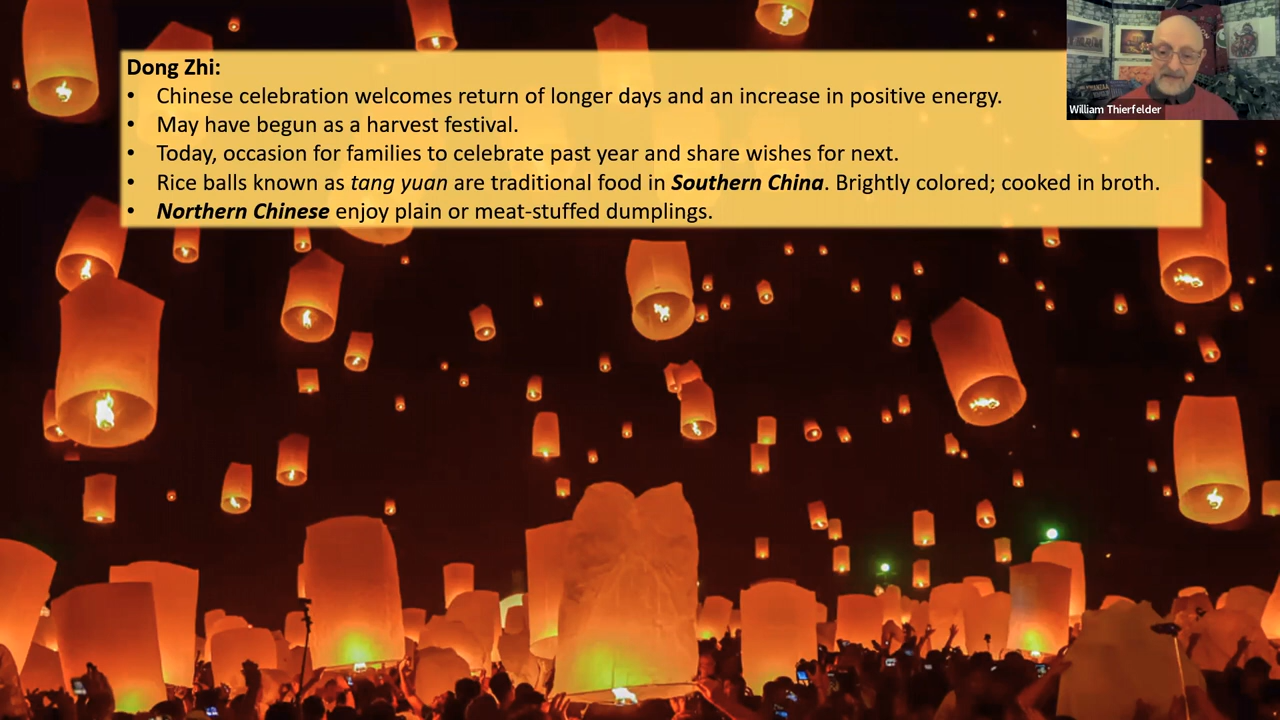 Dong Zhi:
• Chinese celebration welcomes return of longer days and an increase in positive energy.
• May have begun as a harvest festival.
• Today, occasion for families to celebrate past year and share wishes for next.
• Rice balls known as tang yuan are traditional food in Southern China. Brightly colored; cooked in broth.
• Northern Chinese enjoy plain or meat-stuffed dumplings.
William Thierfelder